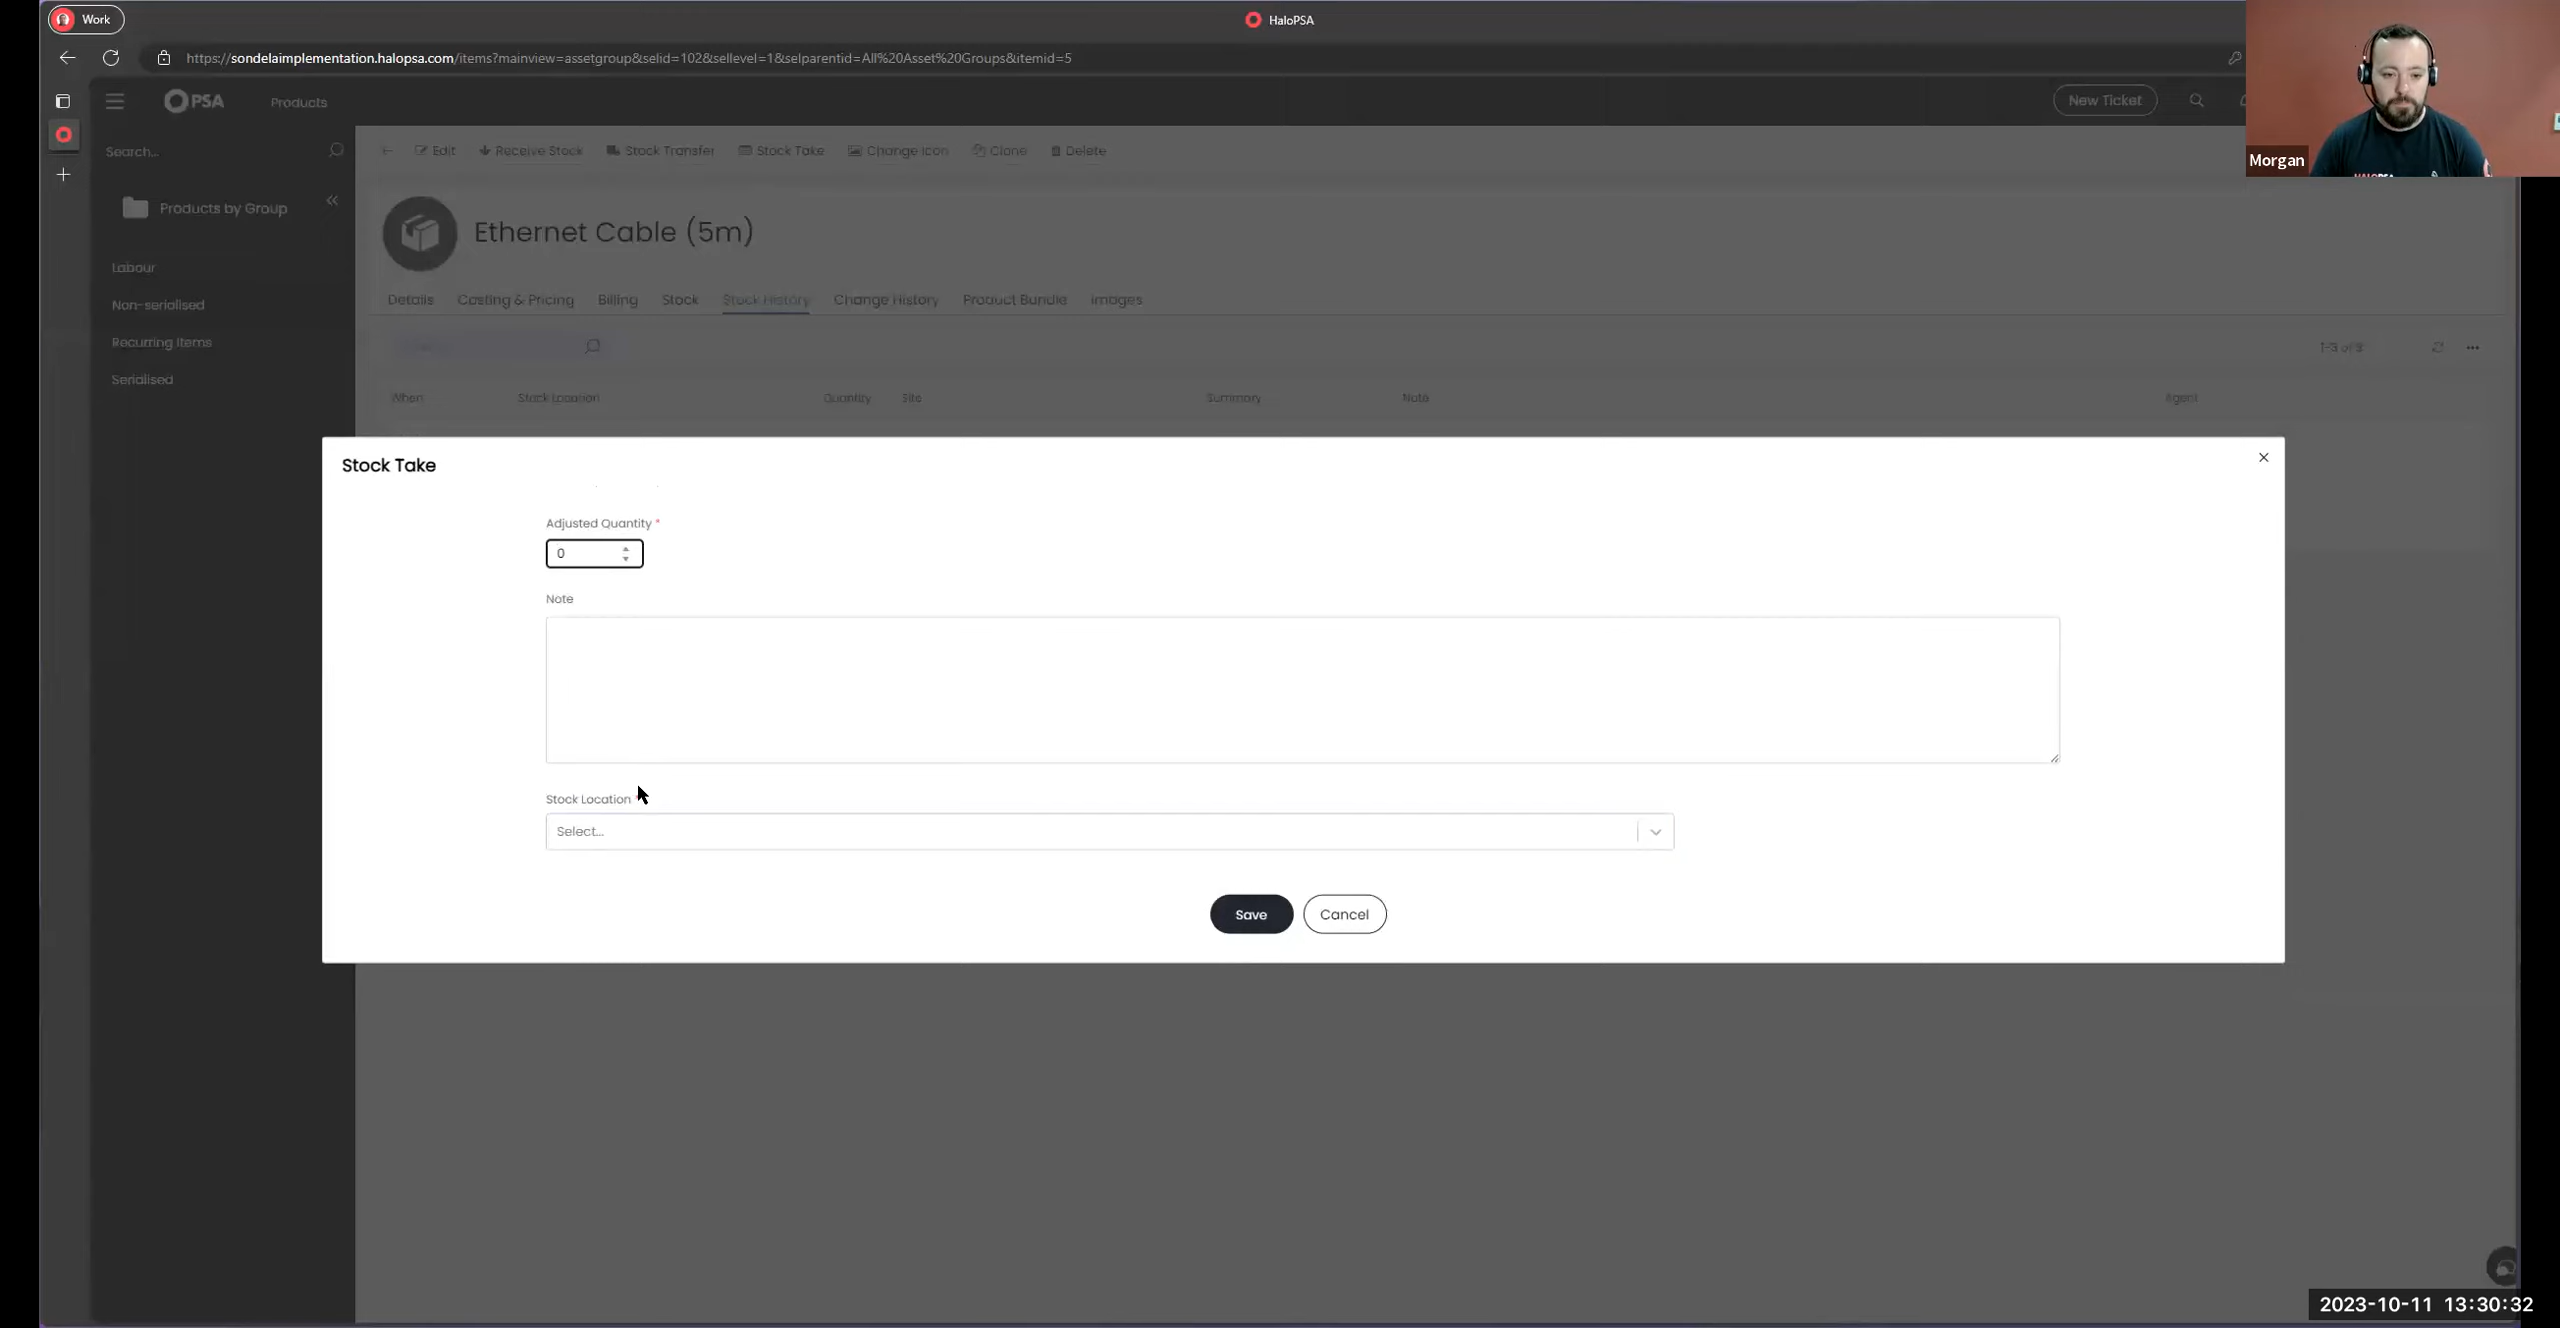 Work
HaloPSA
https://sondelaimplementation.halopsa.com/items?mainview=assetgroup&selid=102&sellevel=1&selparentid=All%20Asset%20Groups&itemid=5
PSA
Products
New Ticket
Search...
Edit
Receive Stock
Stock Transfer
Stock Take
Change Icon
Clone
Delete
Morgan
Products by Group
Ethernet Cable (5m)
Labour
Non-serialised
Recurring Items
Serialised
Details
Costing & Pricing
Billing
Stock
Stock History
Change History
Product Bundle
Images
1-3 of 3
When
Stock Location
Quantity
Site
Summary
Note
Agent
Stock Take
Adjusted Quantity *
0
Note
Stock Location *
Select...
Save
Cancel
2023-10-11 13:30:32